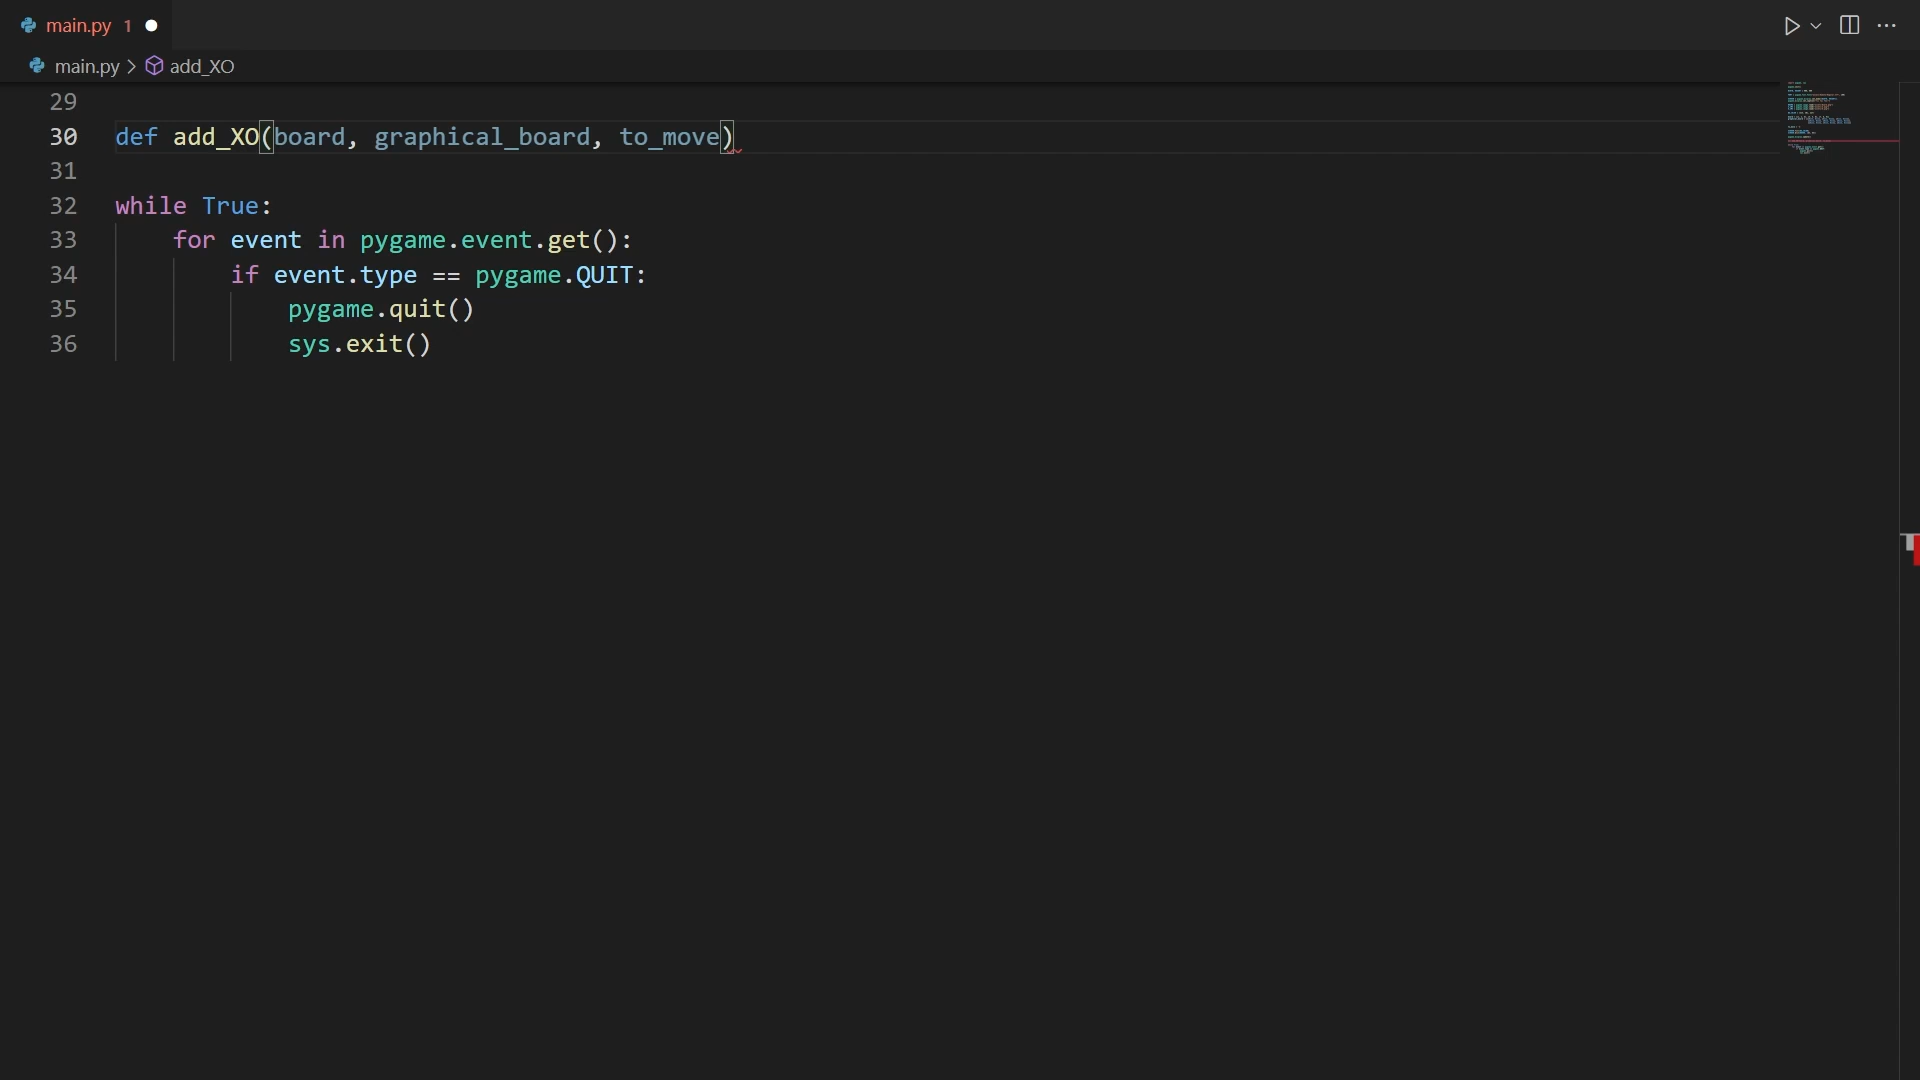 main.py 1
main.py > add_XO
29
30 def add_XO(board, graphical_board, to_move)
31
32 while True:
33     for event in pygame.event.get():
34         if event.type == pygame.QUIT:
35             pygame.quit()
36             sys.exit()